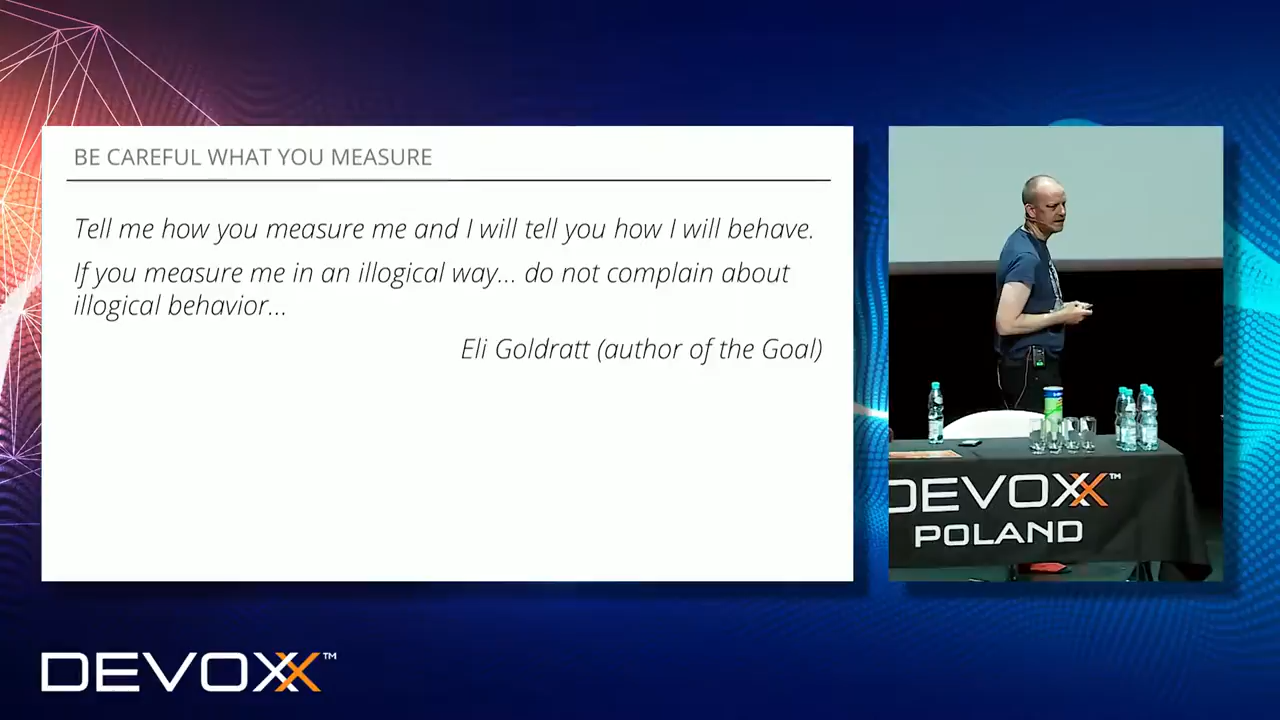 BE CAREFUL WHAT YOU MEASURE
Tell me how you measure me and I will tell you how I will behave.
If you measure me in an illogical way... do not complain about
illogical behavior...
Eli Goldratt (author of the Goal)
DEVOXX™
POLAND
DEVOXX™